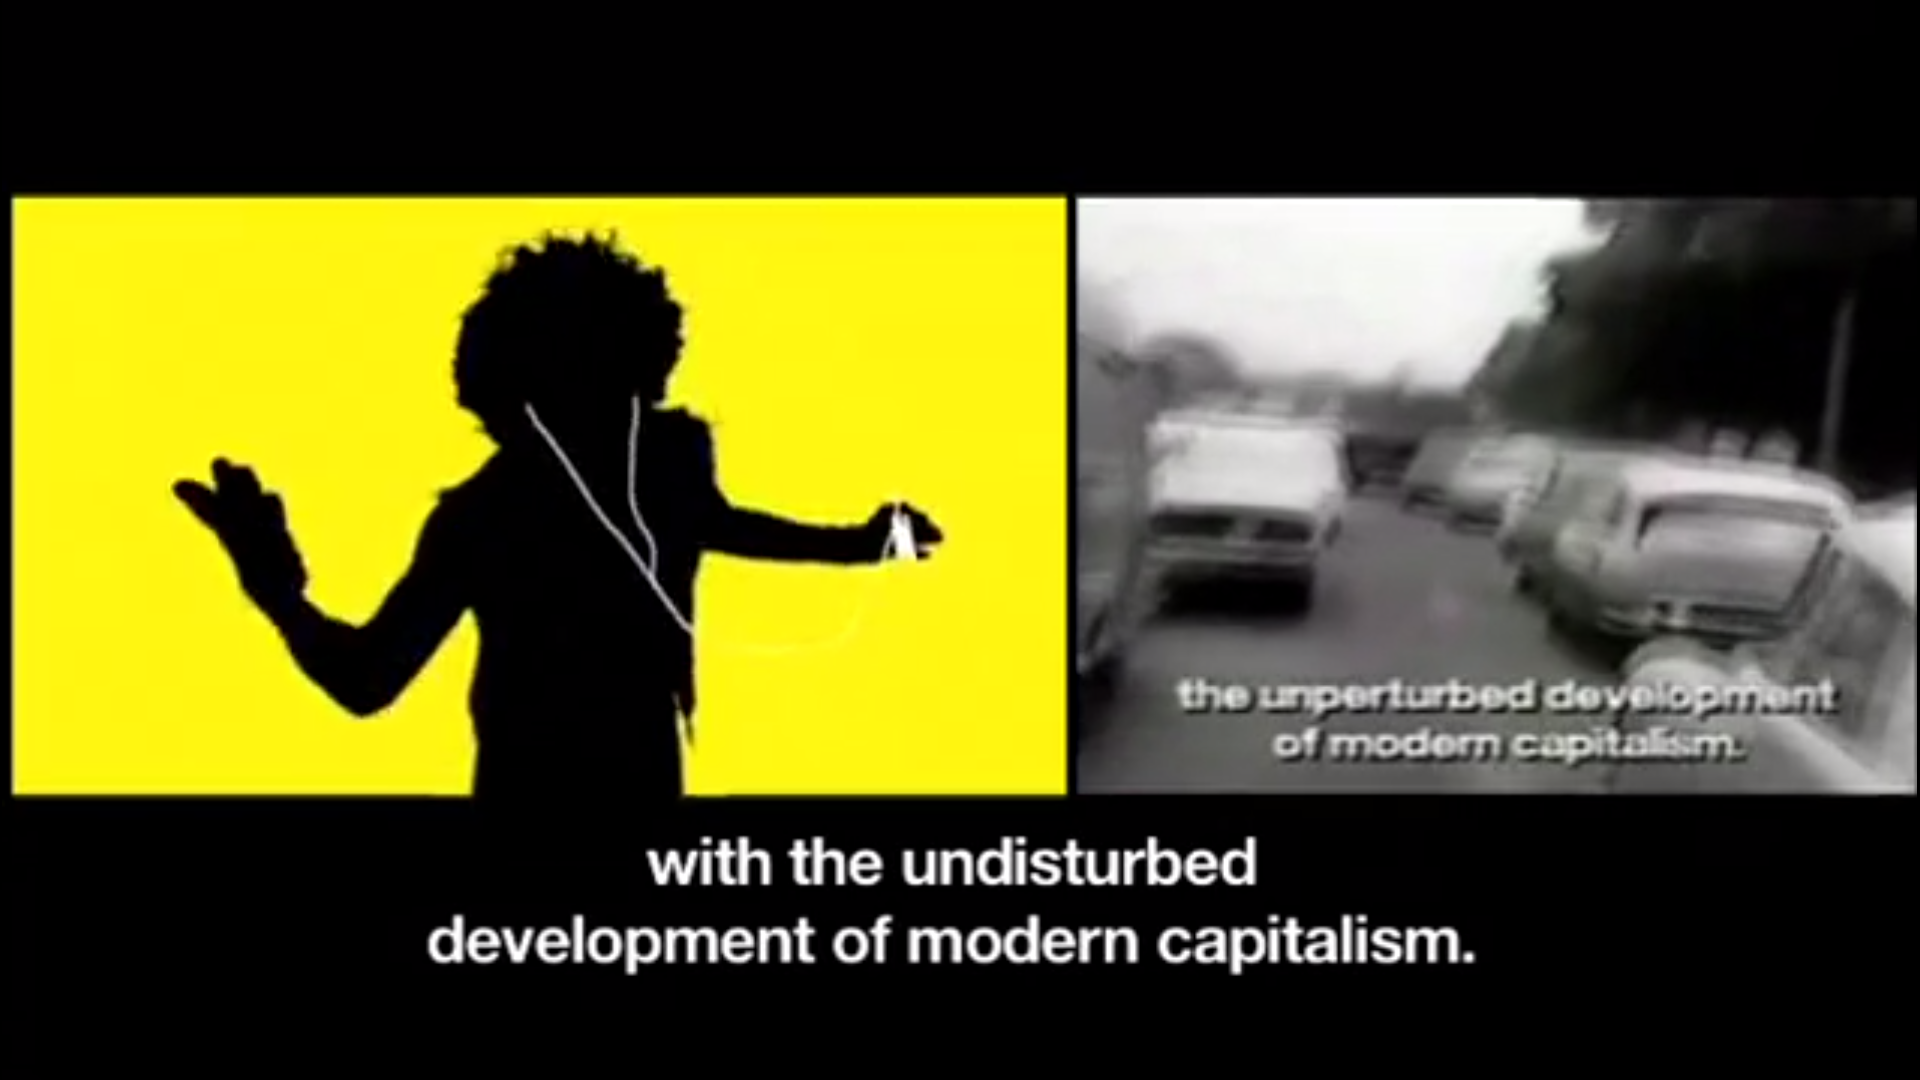 the unperturbed development
of modern capitalism.
with the undisturbed
development of modern capitalism.